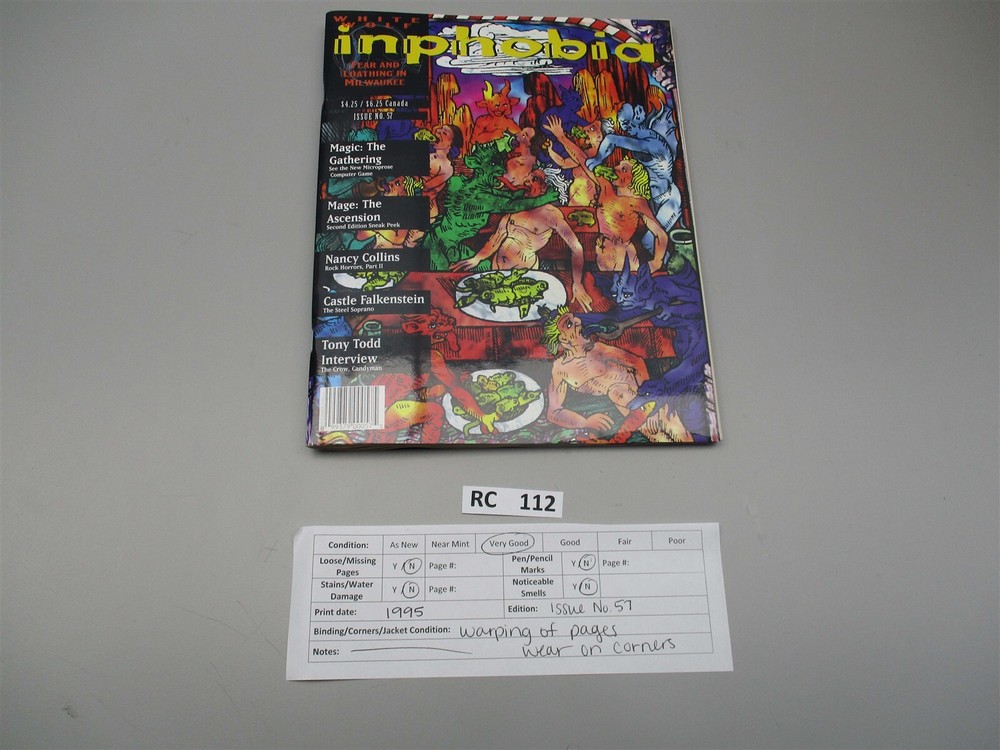 WHITE WOLF
inphobia
FEAR AND
LOATHING IN
MILWAUKEE
$4.25 / $6.25 Canada
ISSUE NO. 57
Magic: The
Gathering
See the New Microprose
Computer Game
Mage: The
Ascension
Second Edition Sneak Peek
Nancy Collins
Rock Horrors, Part II
Castle Falkenstein
The Steel Soprano
Tony Todd
Interview
The Crow, Candyman
RC 112
Condition: As New Near Mint Very Good Good Fair Poor
Loose/Missing Pages Y / N Page #: Pen/Pencil Marks Y / N Page #:
Stains/Water Damage Y / N Page #: Noticeable Smells Y / N
Print date: 1995 Edition: Issue No. 57
Binding/Corners/Jacket Condition: warping of pages
Notes: wear on corners